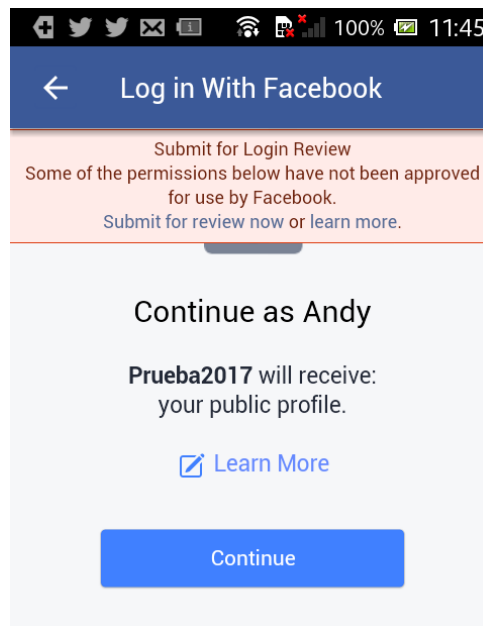 100% 11:45
Log in With Facebook
Submit for Login Review
Some of the permissions below have not been approved
for use by Facebook.
Submit for review now or learn more.
Continue as Andy
Prueba2017 will receive:
your public profile.
Learn More
Continue